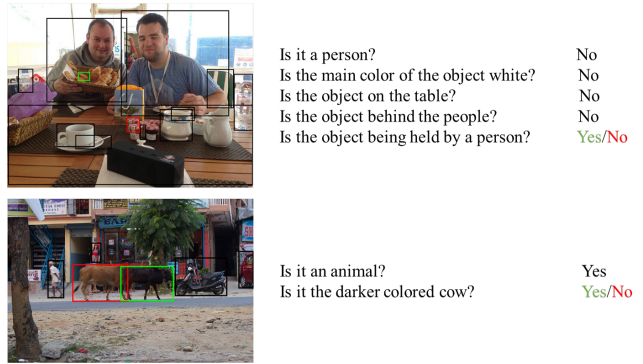 Is it a person? No
Is the main color of the object white? No
Is the object on the table? No
Is the object behind the people? No
Is the object being held by a person? Yes/No
Is it an animal? Yes
Is it the darker colored cow? Yes/No